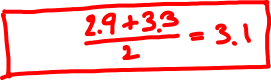 (2.9+3.3)/2 = 3.1